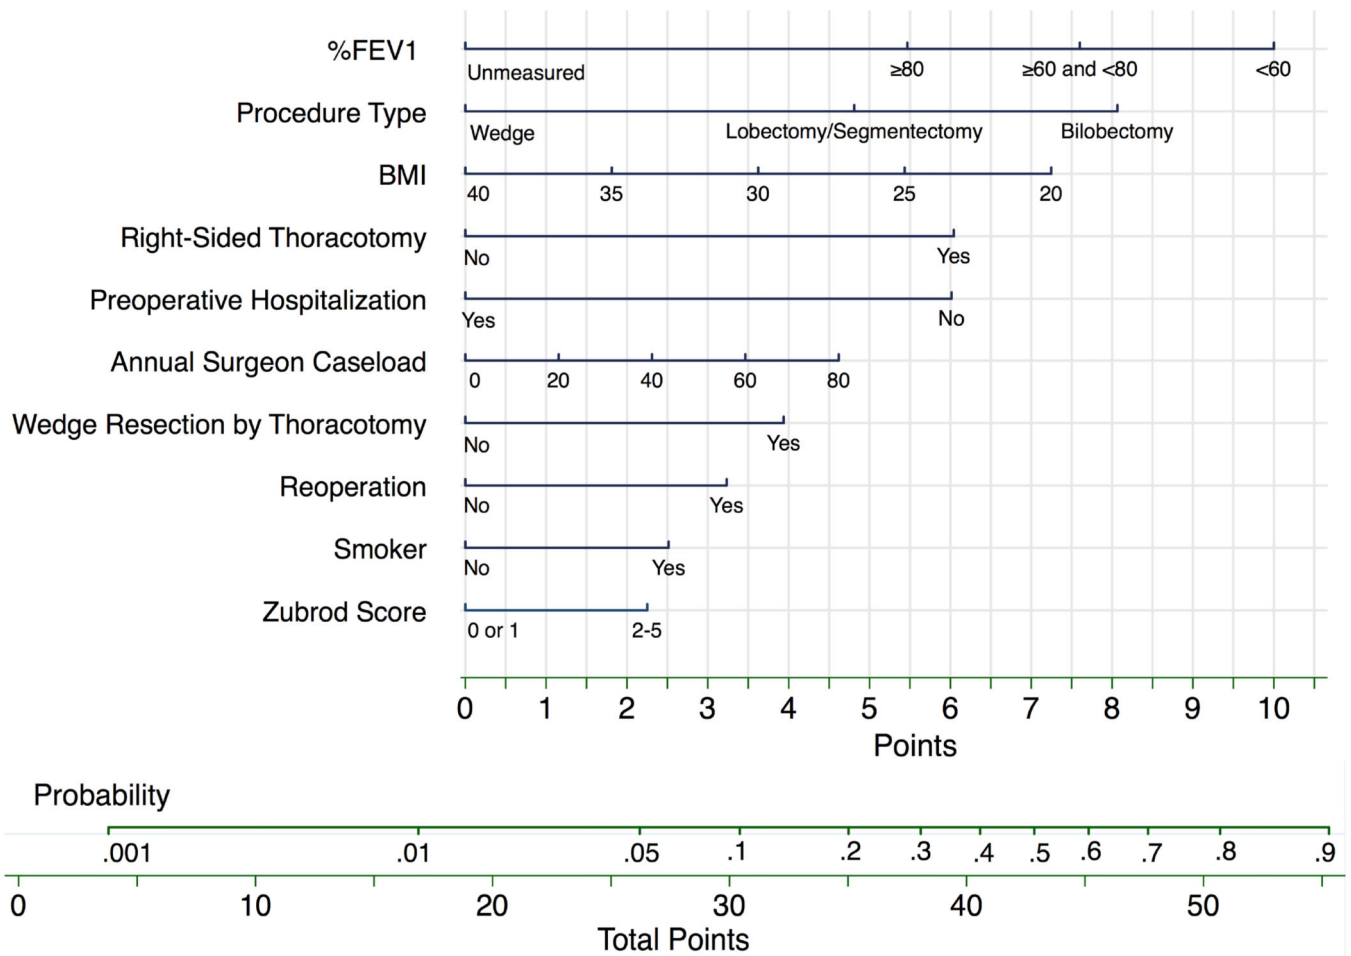 %FEV1
Unmeasured ≥80 ≥60 and <80 <60
Procedure Type
Wedge Lobectomy/Segmentectomy Bilobectomy
BMI
40 35 30 25 20
Right-Sided Thoracotomy
No Yes
Preoperative Hospitalization
Yes No
Annual Surgeon Caseload
0 20 40 60 80
Wedge Resection by Thoracotomy
No Yes
Reoperation
No Yes
Smoker
No Yes
Zubrod Score
0 or 1 2-5
0 1 2 3 4 5 6 7 8 9 10
Points
Probability
.001 .01 .05 .1 .2 .3 .4 .5 .6 .7 .8 .9
0 10 20 30 40 50
Total Points